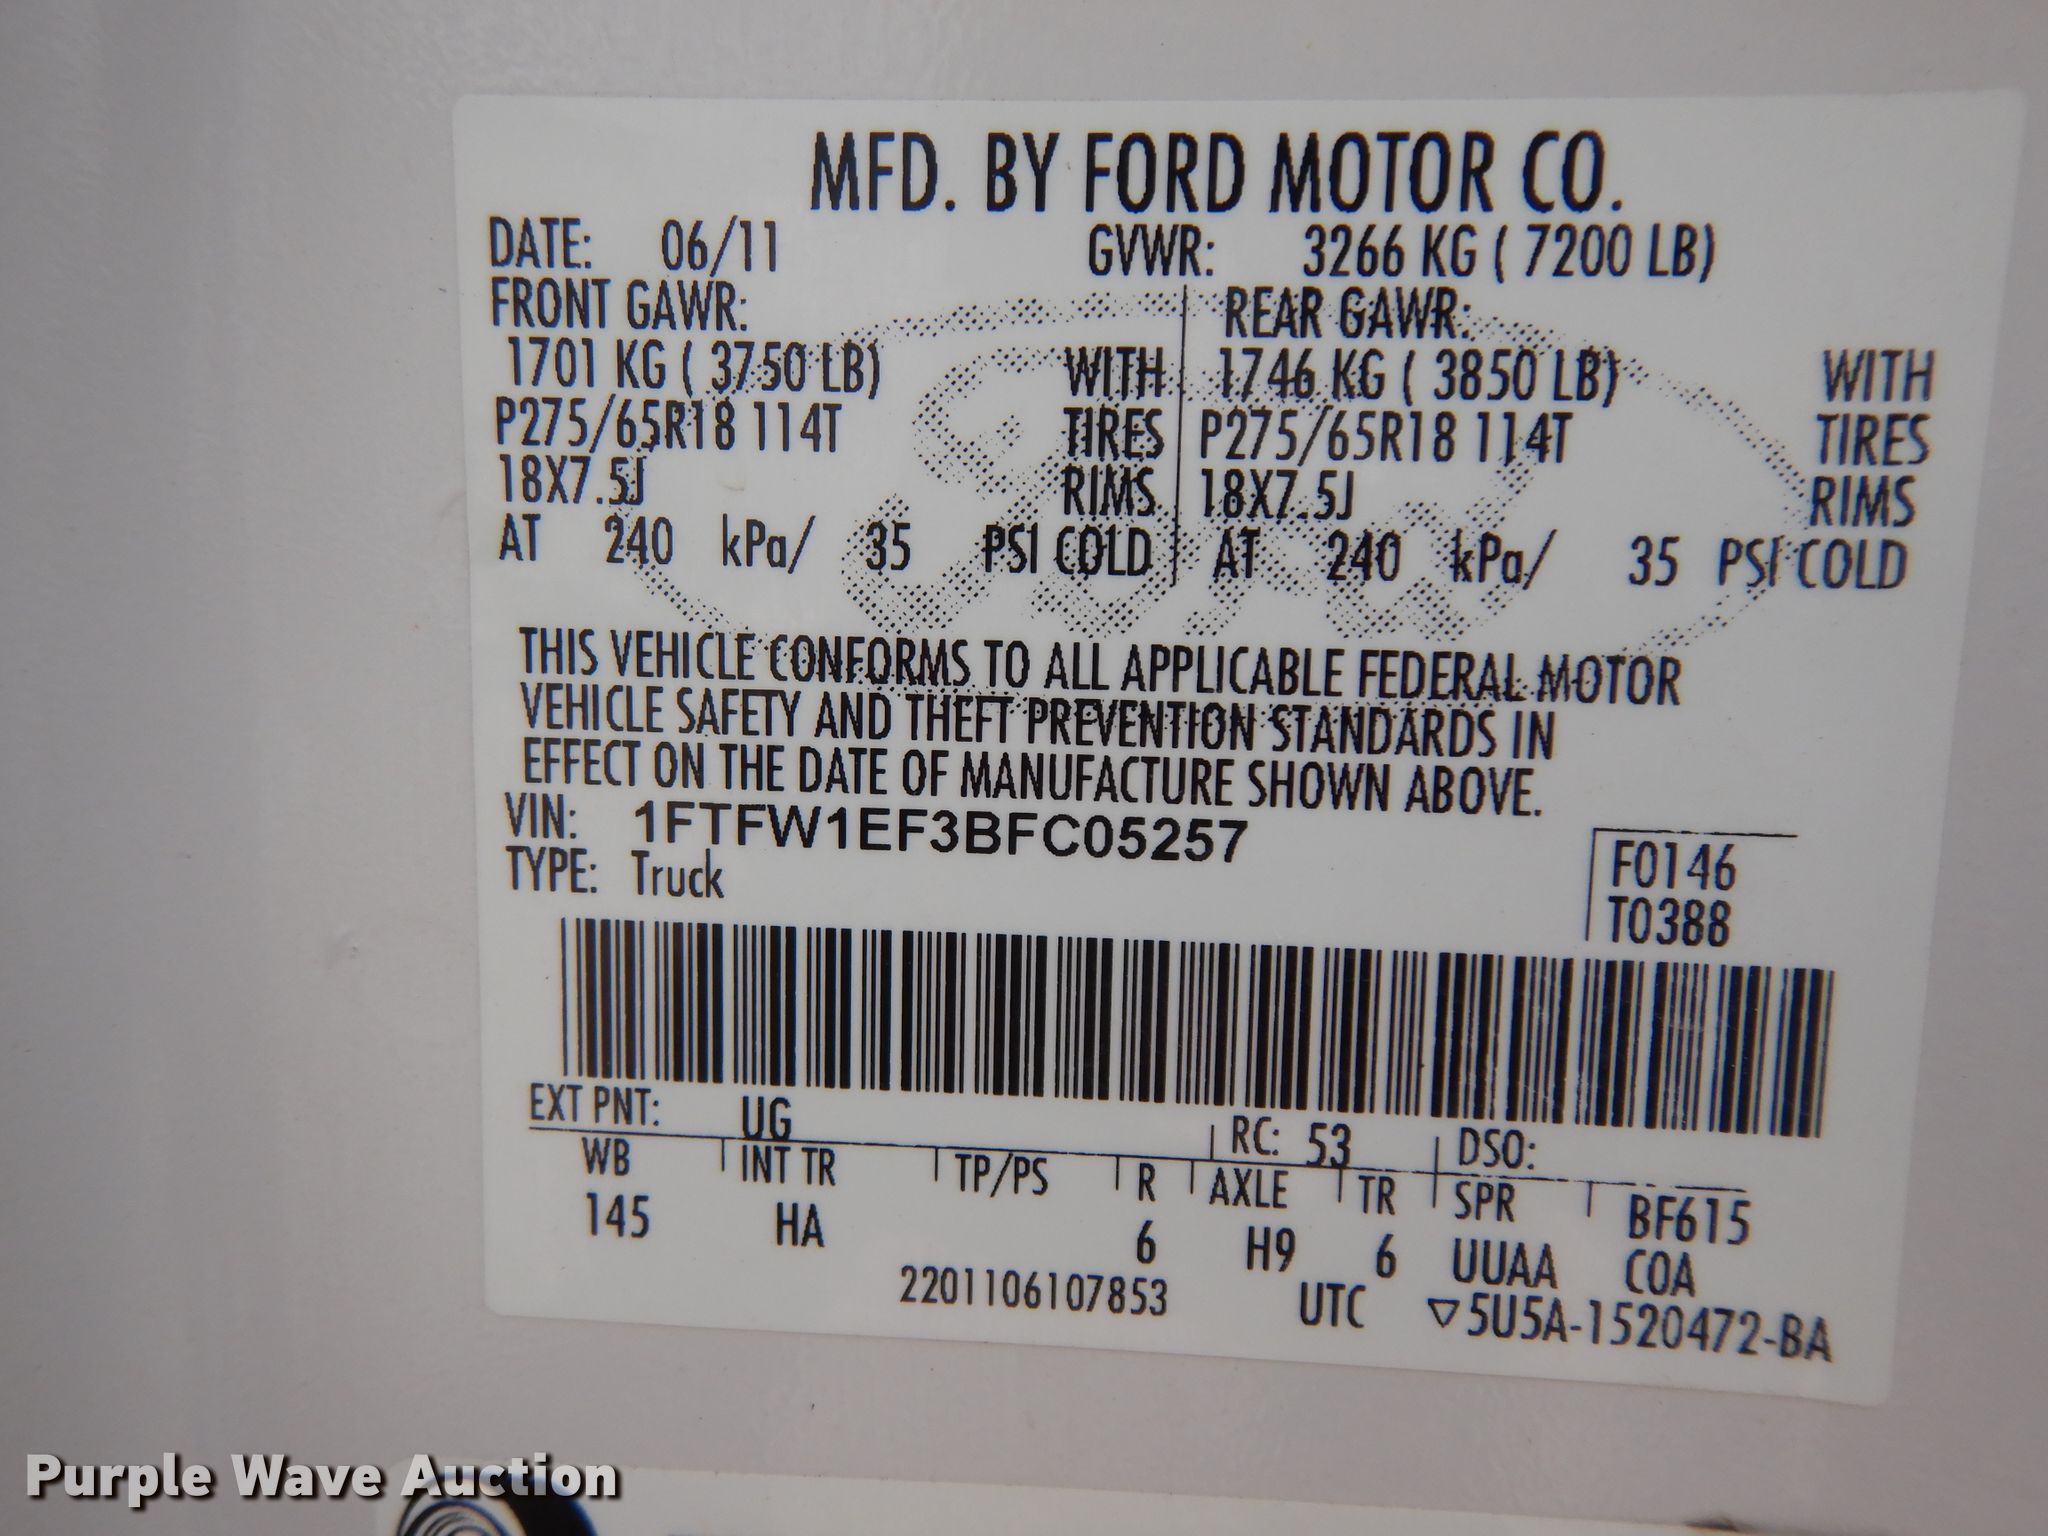 MFD. BY FORD MOTOR CO.
DATE: 06/11 GVWR: 3266 KG ( 7200 LB)
FRONT GAWR: REAR GAWR:
1701 KG ( 3750 LB) WITH 1746 KG ( 3850 LB) WITH
P275/65R18 114T TIRES P275/65R18 114T TIRES
18X7.5J RIMS 18X7.5J RIMS
AT 240 kPa/ 35 PSI COLD AT 240 kPa/ 35 PSI COLD
THIS VEHICLE CONFORMS TO ALL APPLICABLE FEDERAL MOTOR
VEHICLE SAFETY AND THEFT PREVENTION STANDARDS IN
EFFECT ON THE DATE OF MANUFACTURE SHOWN ABOVE.
VIN: 1FTFW1EF3BFC05257
TYPE: Truck
F0146
T0388
EXT PNT: UG RC: 53 DSO:
WB INT TR TP/PS R AXLE TR SPR BF615
145 HA 6 H9 6 UUAA COA
2201106107853 UTC ▽5U5A-1520472-BA
Purple Wave Auction